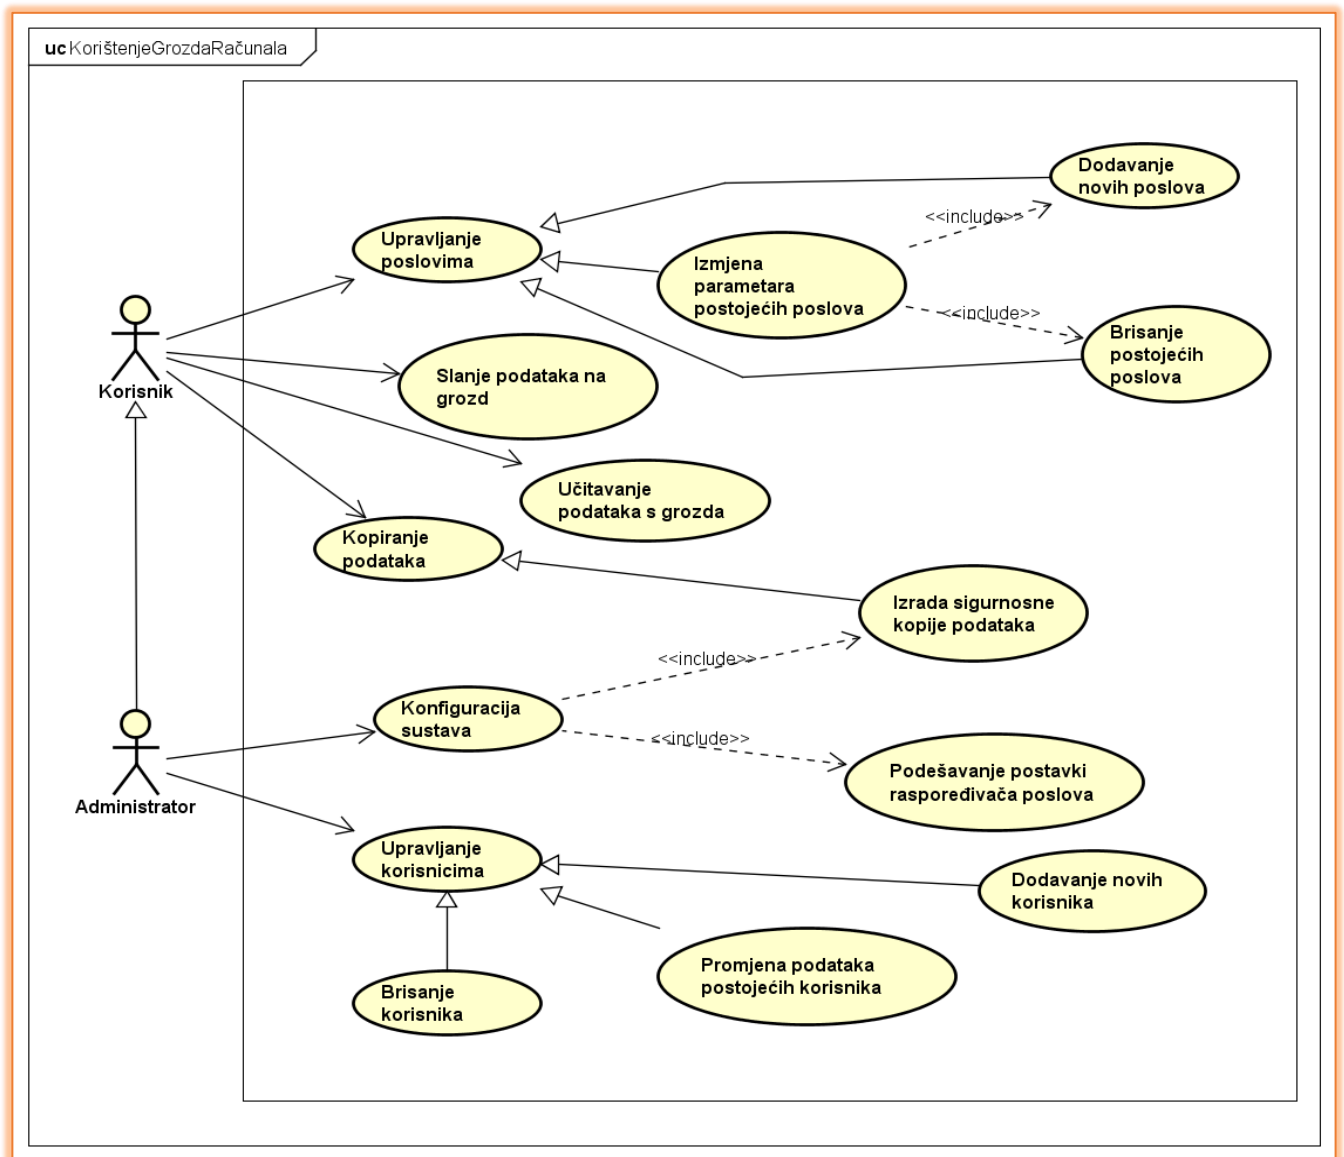 uc KorištenjeGrozdaRačunala
Dodavanje
novih poslova
<<include>>
Upravljanje
poslovima
Izmjena
parametara
postojećih poslova
<<include>>
Brisanje
postojećih
poslova
Korisnik
Slanje podataka na
grozd
Učitavanje
podataka s grozda
Kopiranje
podataka
Izrada sigurnosne
kopije podataka
<<include>>
Konfiguracija
sustava
<<include>>
Podešavanje postavki
raspoređivača poslova
Administrator
Upravljanje
korisnicima
Dodavanje novih
korisnika
Promjena podataka
postojećih korisnika
Brisanje
korisnika